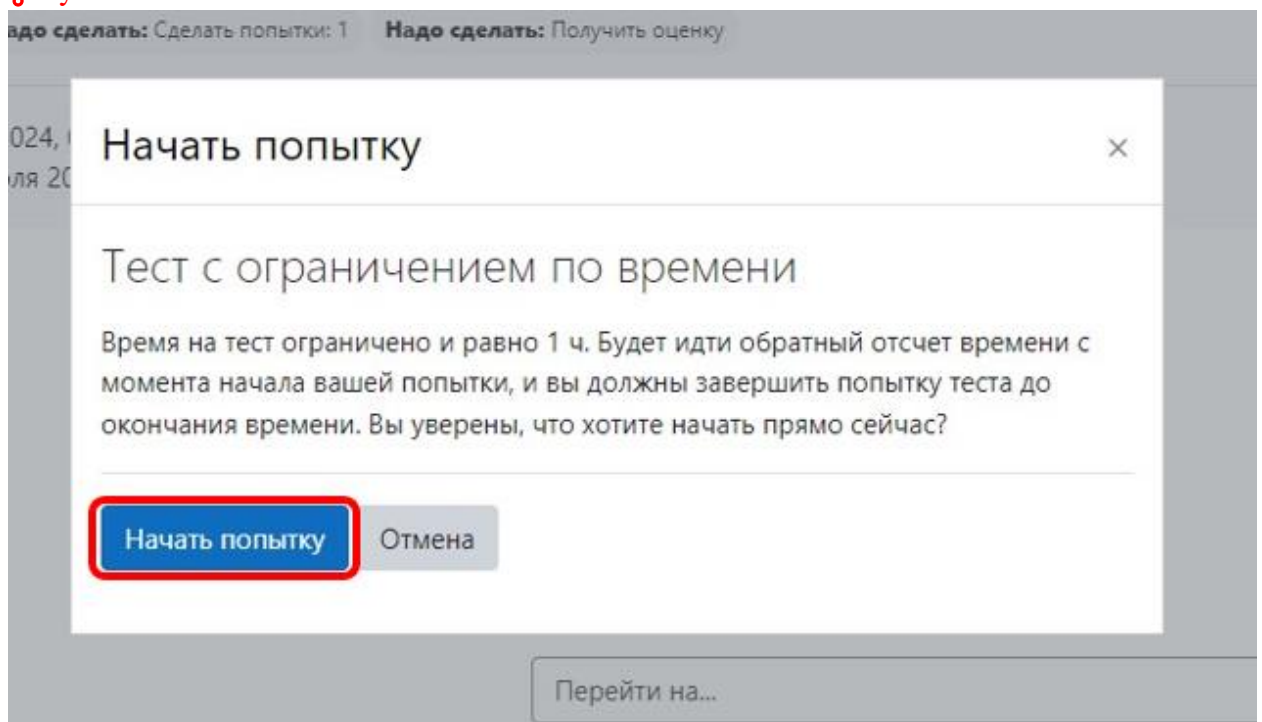 адо сделать: Сделать попытки: 1 Надо сделать: Получить оценку
024,
ля 20
Начать попытку ×
Тест с ограничением по времени
Время на тест ограничено и равно 1 ч. Будет идти обратный отсчет времени с
момента начала вашей попытки, и вы должны завершить попытку теста до
окончания времени. Вы уверены, что хотите начать прямо сейчас?
Начать попытку Отмена
Перейти на...